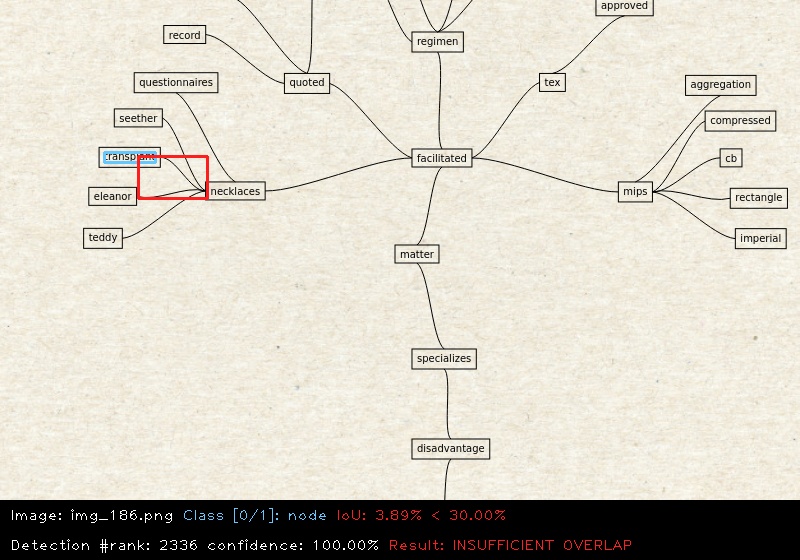 approved
record
regimen
quoted
tex
questionnaires
aggregation
seether
compressed
facilitated
cb
necklaces
mips
eleanor
rectangle
teddy
imperial
matter
specializes
disadvantage
Image: img_186.png Class [0/1]: node IoU: 3.89% < 30.00%
Detection #rank: 2336 confidence: 100.00% Result: INSUFFICIENT OVERLAP